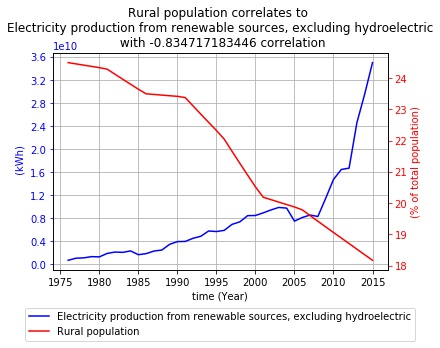 Rural population correlates to
Electricity production from renewable sources, excluding hydroelectric
with -0.834717183446 correlation
1e10
3.6
3.2
2.8
2.4
2.0
1.6
1.2
0.8
0.4
0.0
(kWh)
24
23
22
21
20
19
18
(% of total population)
1975 1980 1985 1990 1995 2000 2005 2010 2015
time (Year)
Electricity production from renewable sources, excluding hydroelectric
Rural population